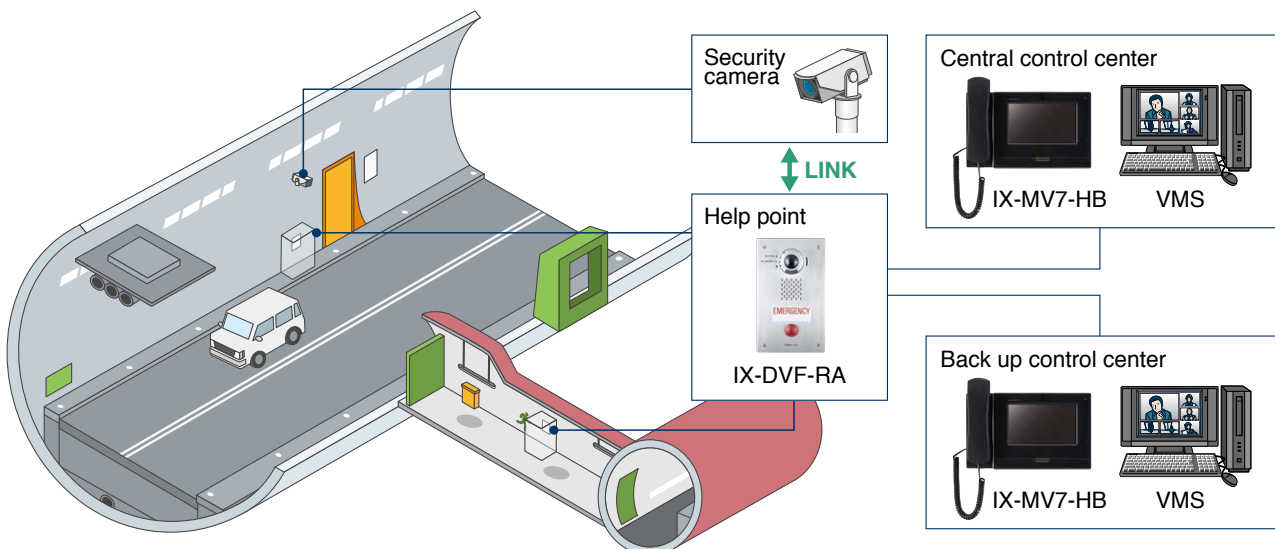 Security
camera
LINK
Help point
EMERGENCY
IX-DVF-RA
Central control center
IX-MV7-HB
VMS
Back up control center
IX-MV7-HB
VMS